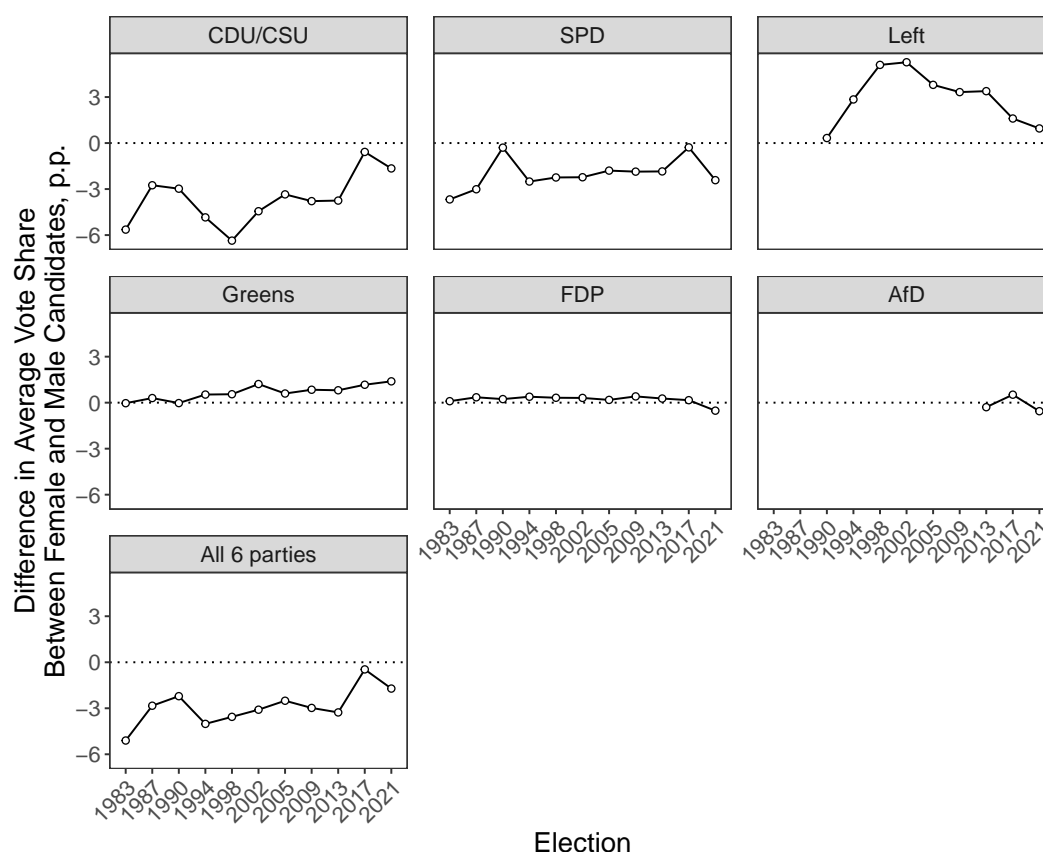 CDU/CSU SPD Left
3
0
−3
−6
Greens FDP AfD
3
0
−3
−6
1983 1987 1990 1994 1998 2002 2005 2009 2013 2017 2021
1983 1987 1990 1994 1998 2002 2005 2009 2013 2017 2021
All 6 parties
3
0
−3
−6
1983 1987 1990 1994 1998 2002 2005 2009 2013 2017 2021
Difference in Average Vote Share
Between Female and Male Candidates, p.p.
Election